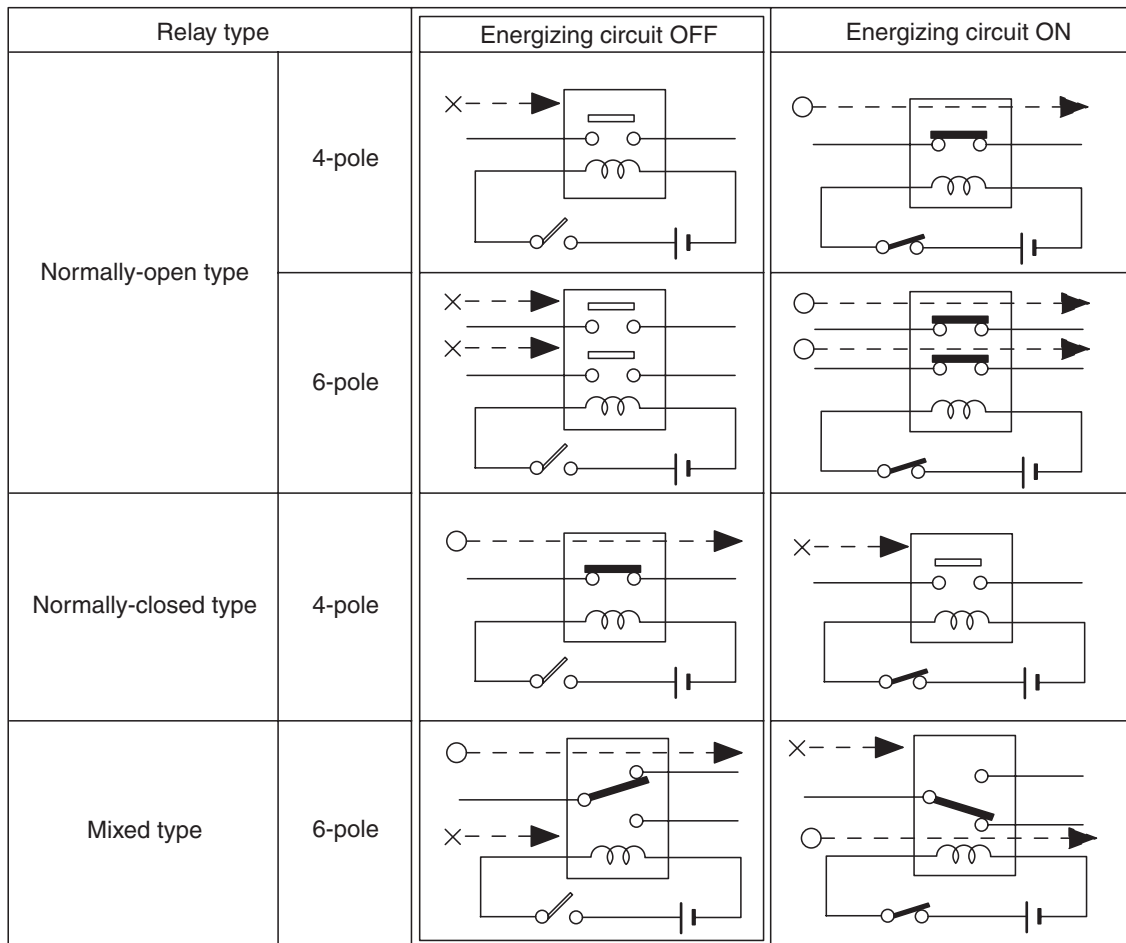 Relay type
Energizing circuit OFF
Energizing circuit ON
Normally-open type
4-pole
6-pole
Normally-closed type
4-pole
Mixed type
6-pole